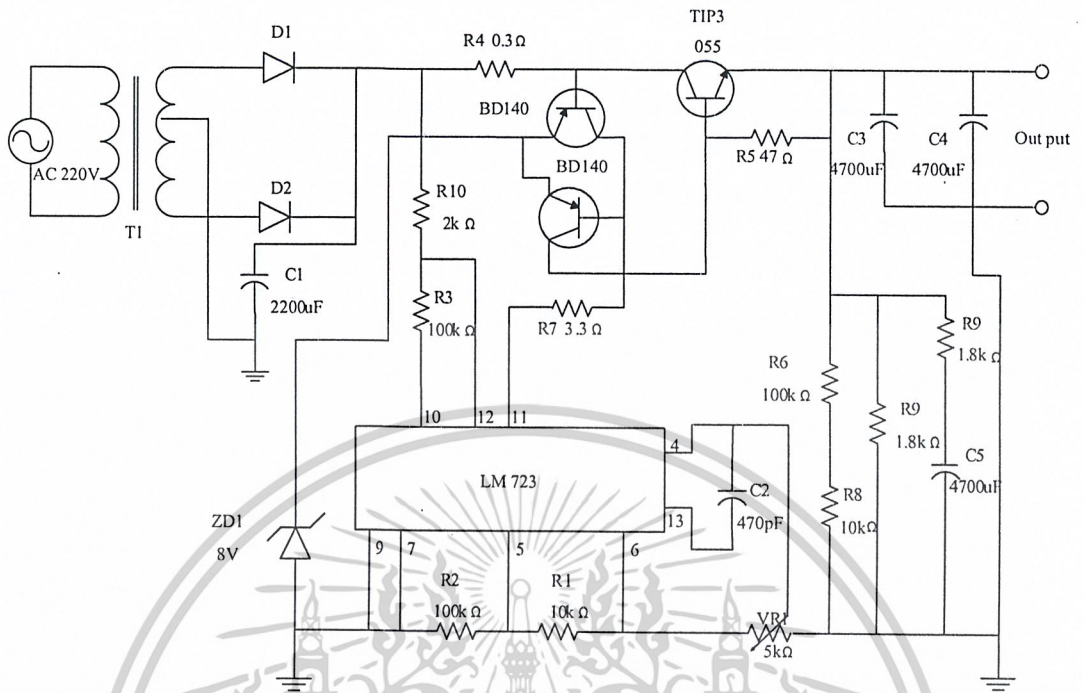 TIP3
055
D1
R4 0.3Ω
BD140
BD140
R5 47 Ω
C3
4700uF
C4
4700uF
Out put
AC 220V
T1
D2
R10
2k Ω
C1
2200uF
R3
100k Ω
R7 3.3 Ω
R9
1.8k Ω
R6
100k Ω
R9
1.8k Ω
10
12
11
4
LM 723
C2
470pF
C5
4700uF
R8
10kΩ
13
ZD1
8V
9
7
5
6
R2
100k Ω
R1
10k Ω
VR1
5kΩ